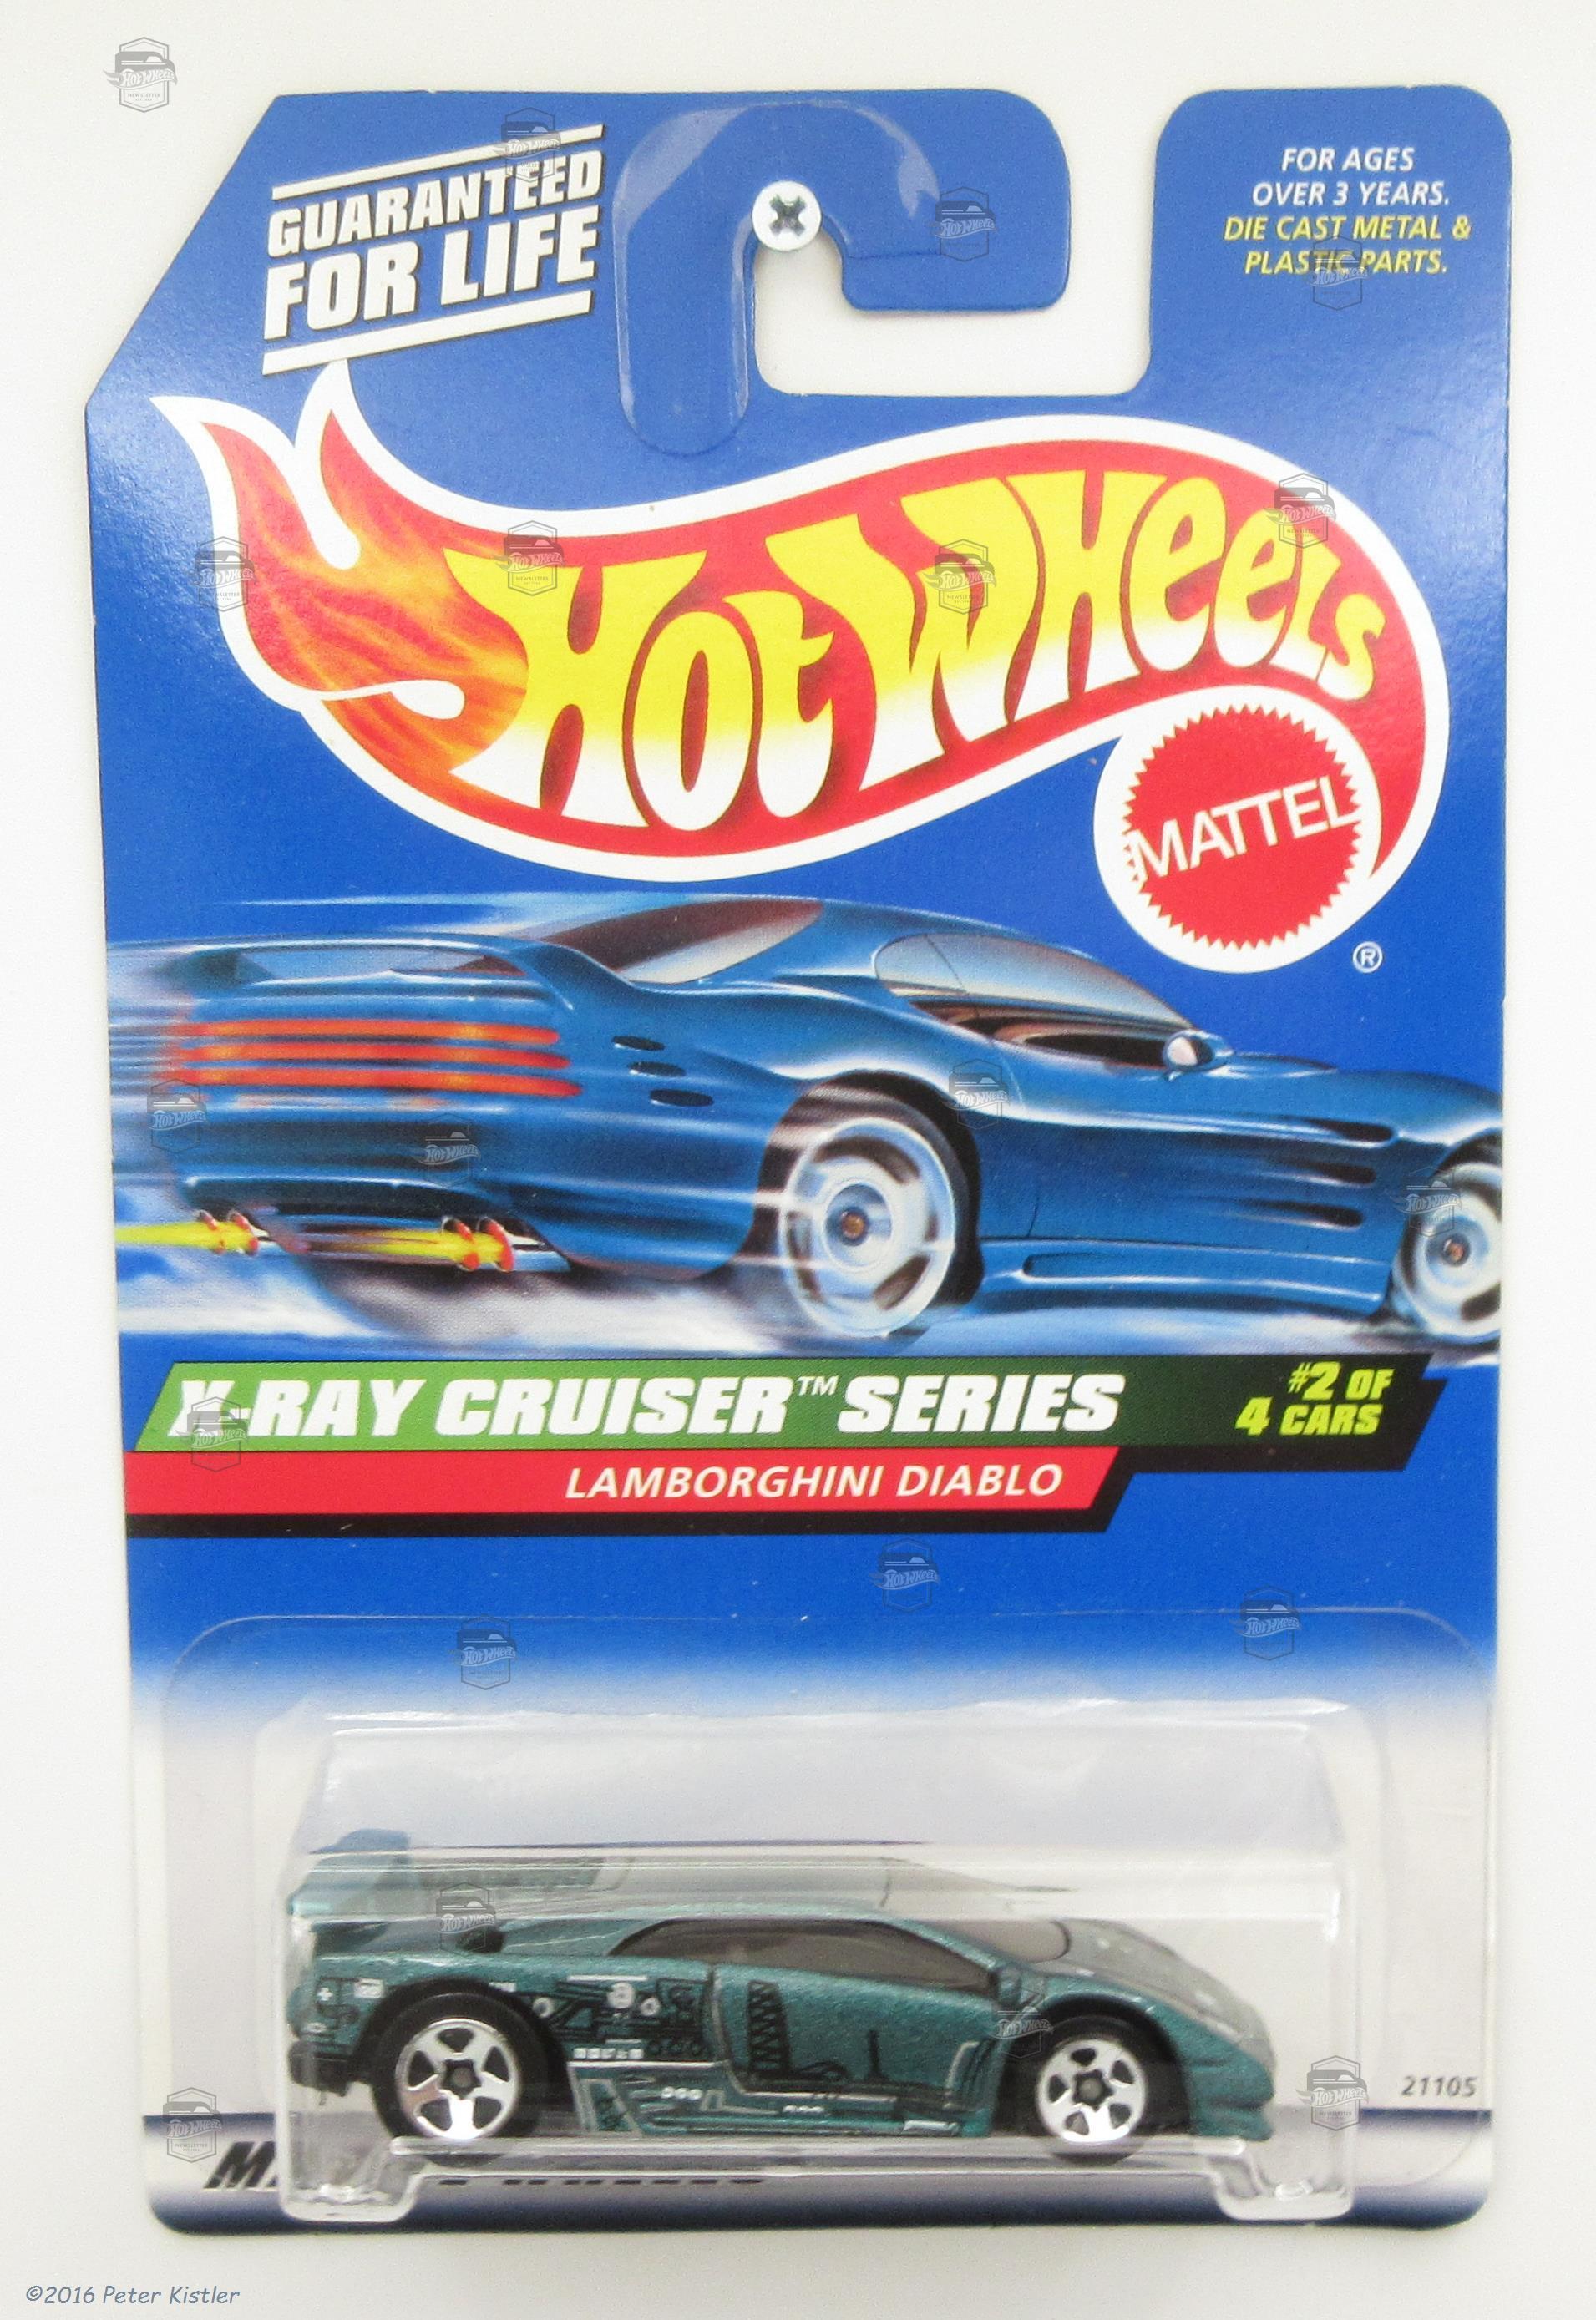 GUARANTEED
FOR LIFE
FOR AGES
OVER 3 YEARS.
DIE CAST METAL &
PLASTIC PARTS.
HOT WHEELS
MATTEL
®
X-RAY CRUISER™ SERIES
#2 OF
4 CARS
LAMBORGHINI DIABLO
21105
©2016 Peter Kistler